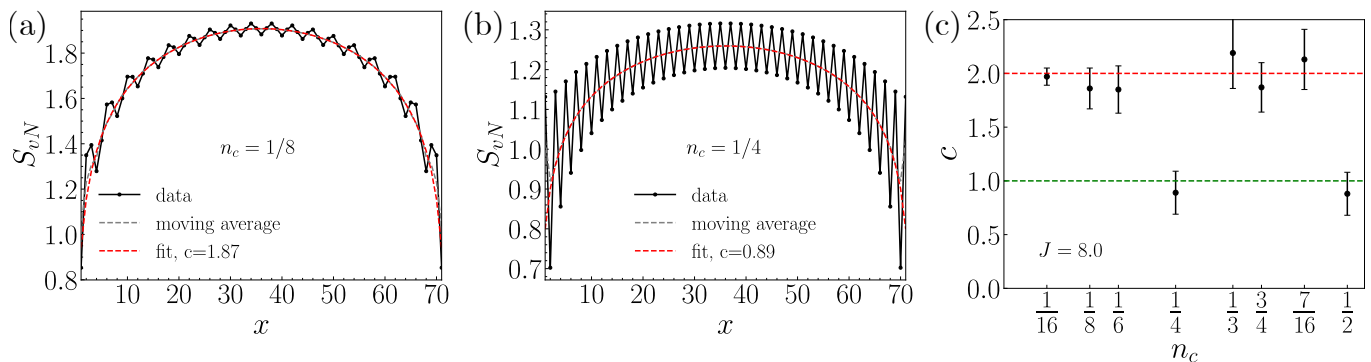 (a)
S_{vN}
1.8
1.6
1.4
1.2
1.0
0.8
n_c = 1/8
data
moving average
fit, c=1.87
10 20 30 40 50 60 70
x
(b)
S_{vN}
1.3
1.2
1.1
1.0
0.9
0.8
0.7
n_c = 1/4
data
moving average
fit, c=0.89
10 20 30 40 50 60 70
x
(c)
c
2.5
2.0
1.5
1.0
0.5
0.0
J = 8.0
1/16 1/8 1/6 1/4 1/3 3/4 7/16 1/2
n_c